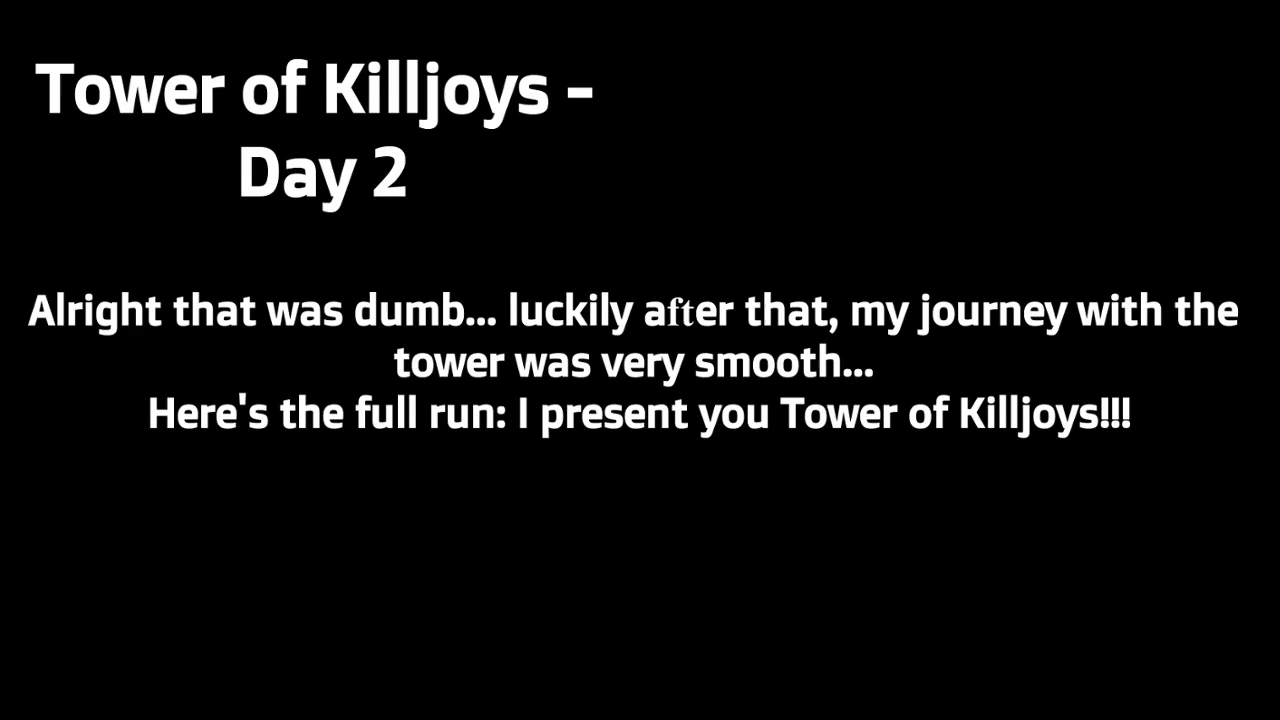 Tower of Killjoys -
Day 2
Alright that was dumb... luckily after that, my journey with the
tower was very smooth...
Here's the full run: I present you Tower of Killjoys!!!